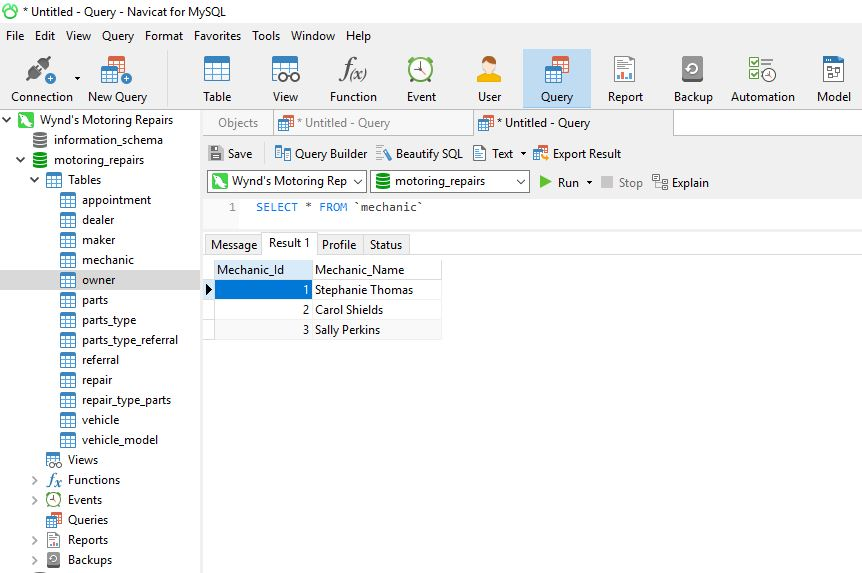 * Untitled - Query - Navicat for MySQL
File Edit View Query Format Favorites Tools Window Help
Connection New Query Table View f(x) Function Event User Query Report Backup Automation Model
Wynd's Motoring Repairs
information_schema
motoring_repairs
Tables
appointment
dealer
maker
mechanic
owner
parts
parts_type
parts_type_referral
referral
repair
repair_type_parts
vehicle
vehicle_model
Views
fx Functions
Events
Queries
Reports
Backups
Objects * Untitled - Query * Untitled - Query
Save Query Builder Beautify SQL Text Export Result
Wynd's Motoring Rep motoring_repairs Run Stop Explain
1 SELECT * FROM `mechanic`
Message Result 1 Profile Status
Mechanic_Id Mechanic_Name
1 Stephanie Thomas
2 Carol Shields
3 Sally Perkins